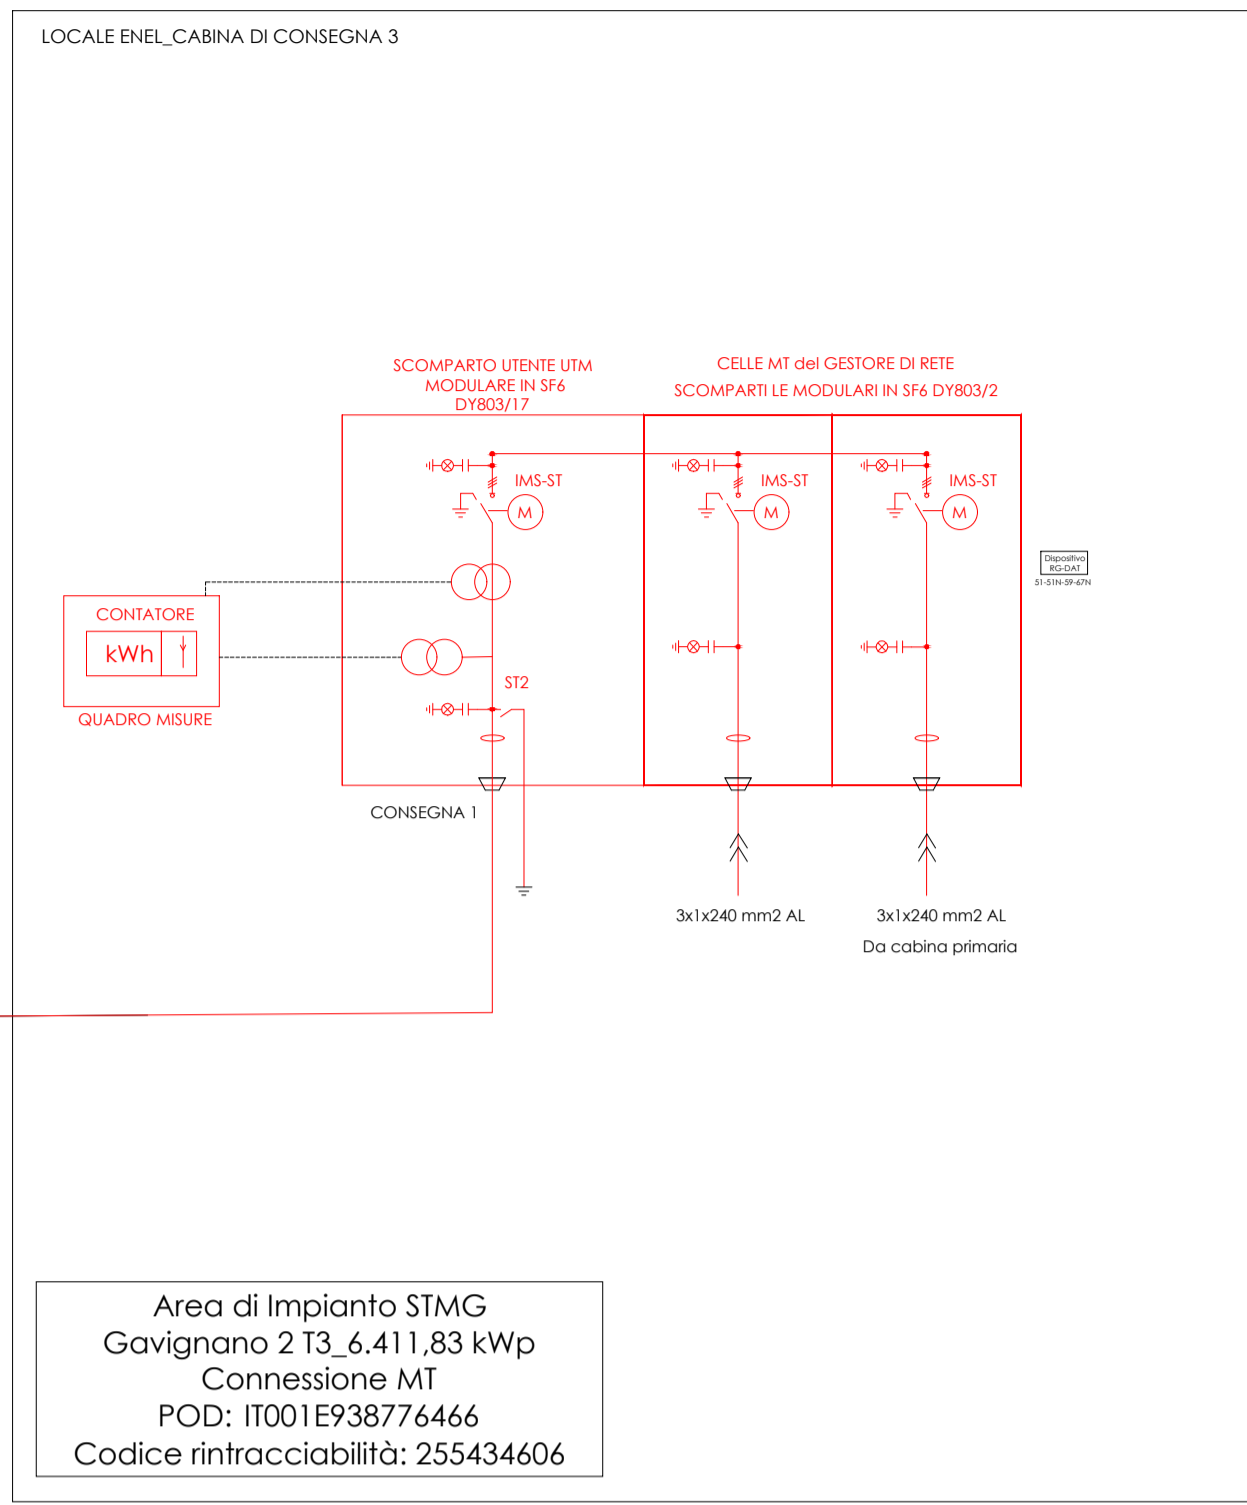 LOCALE ENEL_CABINA DI CONSEGNA 3
SCOMPARTO UTENTE UTM
MODULARE IN SF6
DY803/17
CELLE MT del GESTORE DI RETE
SCOMPARTI LE MODULARI IN SF6 DY803/2
IMS-ST
M
IMS-ST
M
IMS-ST
M
Dispositivo
RG-DAT
51-51N-59-67N
CONTATORE
kWh
QUADRO MISURE
ST2
CONSEGNA 1
3x1x240 mm2 AL
3x1x240 mm2 AL
Da cabina primaria
Area di Impianto STMG
Gavignano 2 T3_6.411,83 kWp
Connessione MT
POD: IT001E938776466
Codice rintracciabilità: 255434606